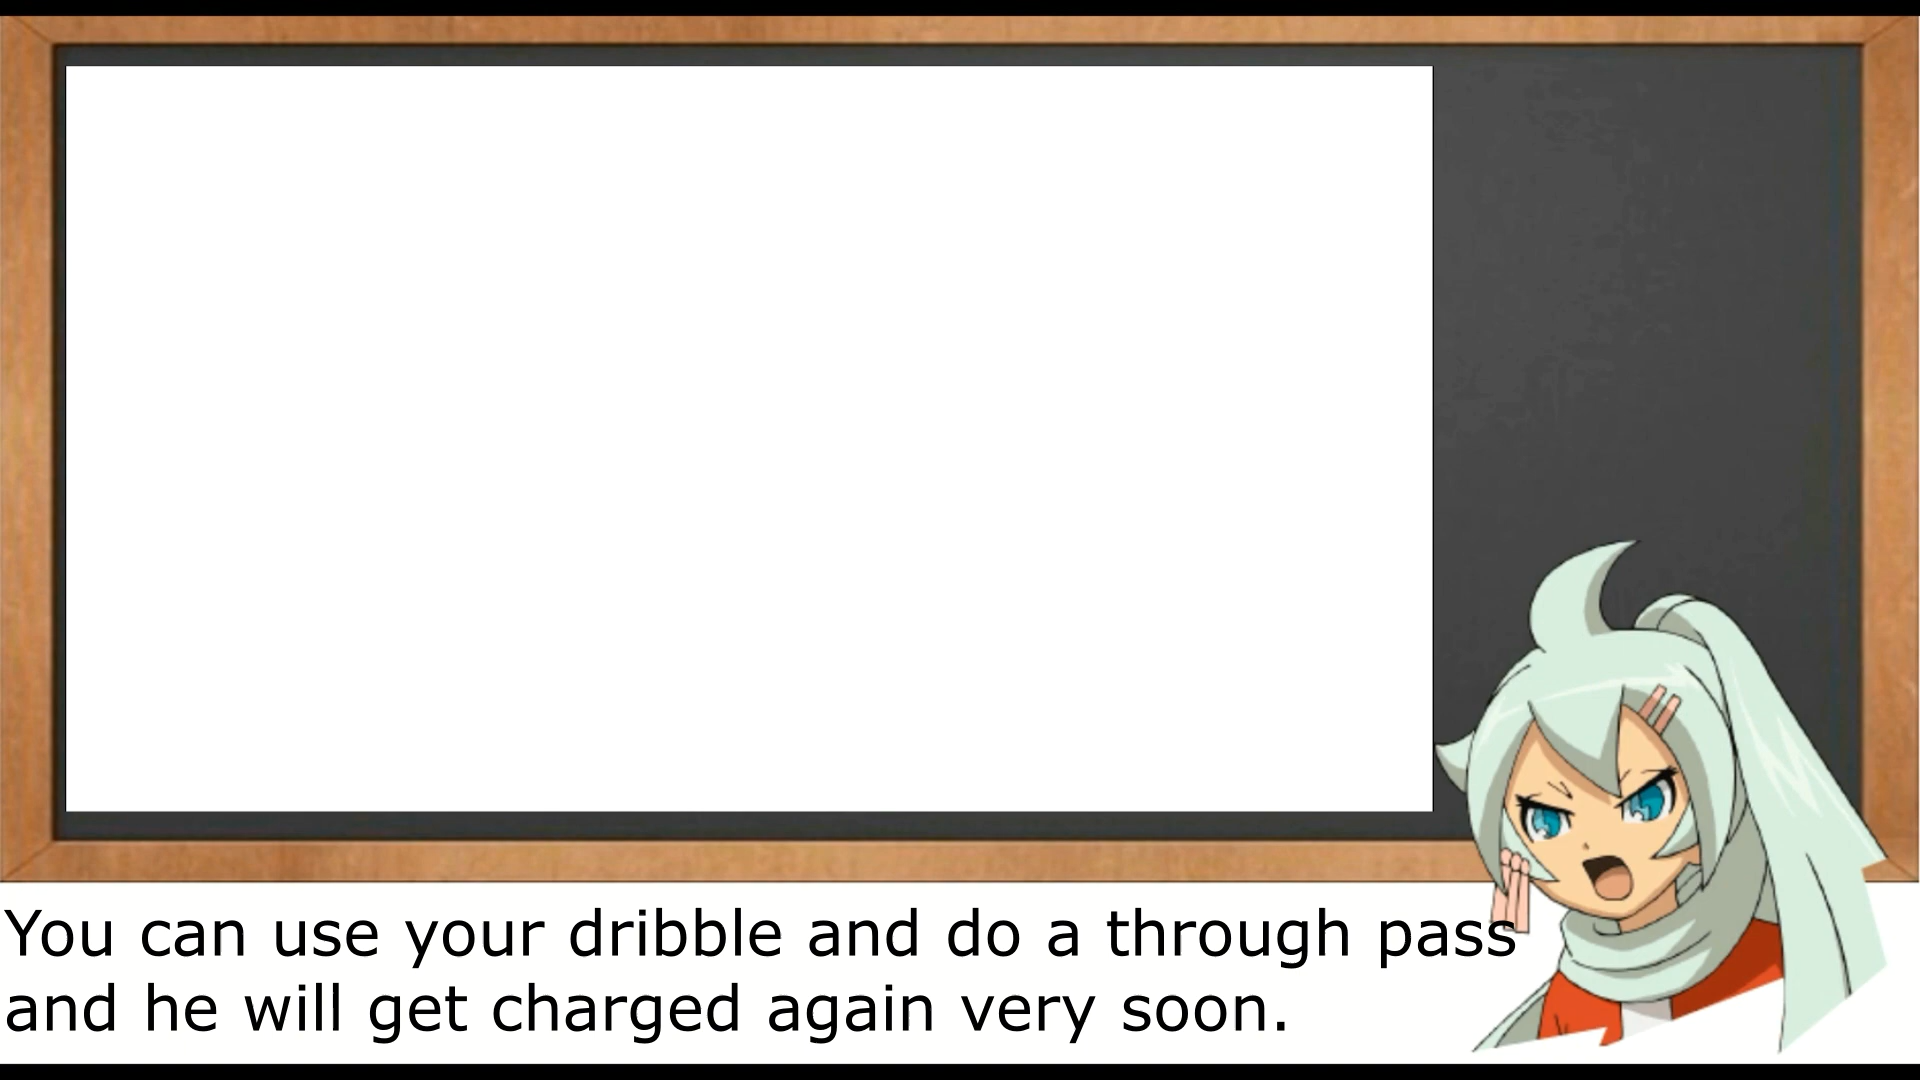 You can use your dribble and do a through pass
and he will get charged again very soon.